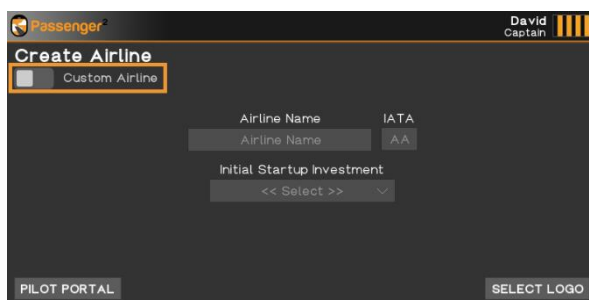 Passenger²
David
Captain
Create Airline
Custom Airline
Airline Name IATA
Airline Name AA
Initial Startup Investment
<< Select >>
PILOT PORTAL SELECT LOGO